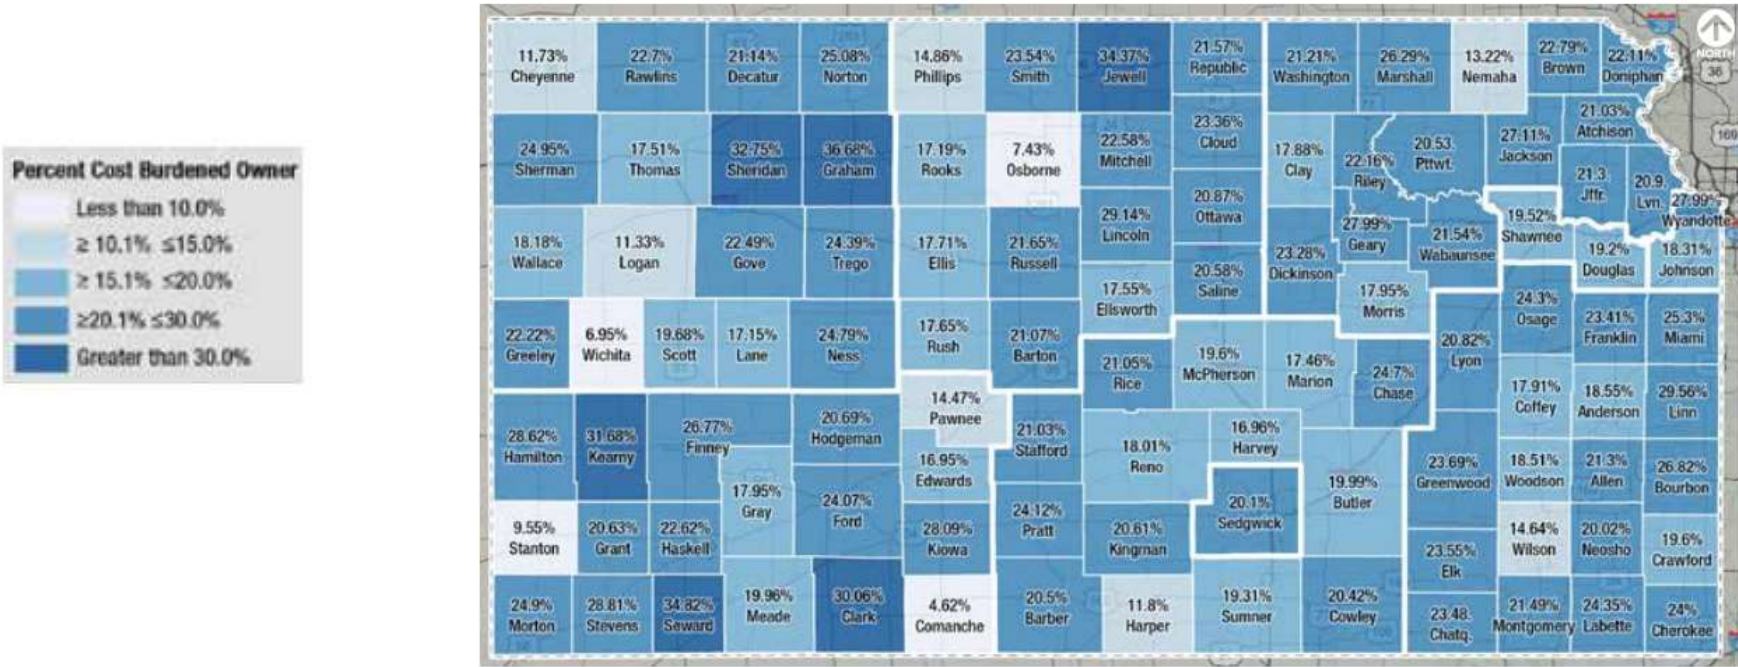 Percent Cost Burdened Owner
Less than 10.0%
≥ 10.1% ≤15.0%
≥ 15.1% ≤20.0%
≥20.1% ≤30.0%
Greater than 30.0%
NORTH
36
169
11.73%
Cheyenne
22.7%
Rawlins
21.14%
Decatur
25.08%
Norton
14.86%
Phillips
23.54%
Smith
34.37%
Jewell
21.57%
Republic
21.21%
Washington
26.29%
Marshall
13.22%
Nemaha
22.79%
Brown
22.11%
Doniphan
24.95%
Sherman
17.51%
Thomas
32.75%
Sheridan
36.68%
Graham
17.19%
Rooks
7.43%
Osborne
22.58%
Mitchell
23.36%
Cloud
17.88%
Clay
22.16%
Riley
20.53.
Pttwt.
27.11%
Jackson
21.03%
Atchison
21.3.
Jffr.
20.9.
Lvn.
27.99%
Wyandotte
18.18%
Wallace
11.33%
Logan
22.49%
Gove
24.39%
Trego
17.71%
Ellis
21.65%
Russell
29.14%
Lincoln
20.87%
Ottawa
20.58%
Saline
23.28%
Dickinson
27.99%
Geary
21.54%
Wabaunsee
19.52%
Shawnee
19.2%
Douglas
18.31%
Johnson
22.22%
Greeley
6.95%
Wichita
19.68%
Scott
17.15%
Lane
24.79%
Ness
17.65%
Rush
21.07%
Barton
17.55%
Ellsworth
17.95%
Morris
24.3%
Osage
23.41%
Franklin
25.3%
Miami
21.05%
Rice
19.6%
McPherson
17.46%
Marion
24.7%
Chase
20.82%
Lyon
17.91%
Coffey
18.55%
Anderson
29.56%
Linn
28.62%
Hamilton
31.68%
Kearny
26.77%
Finney
20.69%
Hodgeman
14.47%
Pawnee
21.03%
Stafford
18.01%
Reno
16.96%
Harvey
17.95%
Gray
24.07%
Ford
16.95%
Edwards
24.12%
Pratt
20.1%
Sedgwick
19.99%
Butler
23.69%
Greenwood
18.51%
Woodson
21.3%
Allen
26.82%
Bourbon
9.55%
Stanton
20.63%
Grant
22.62%
Haskell
28.09%
Kiowa
20.61%
Kingman
23.55%
Elk
14.64%
Wilson
20.02%
Neosho
19.6%
Crawford
24.9%
Morton
28.81%
Stevens
34.82%
Seward
19.96%
Meade
30.06%
Clark
4.62%
Comanche
20.5%
Barber
11.8%
Harper
19.31%
Sumner
20.42%
Cowley
23.48.
Chatq.
21.49%
Montgomery
24.35%
Labette
24%
Cherokee